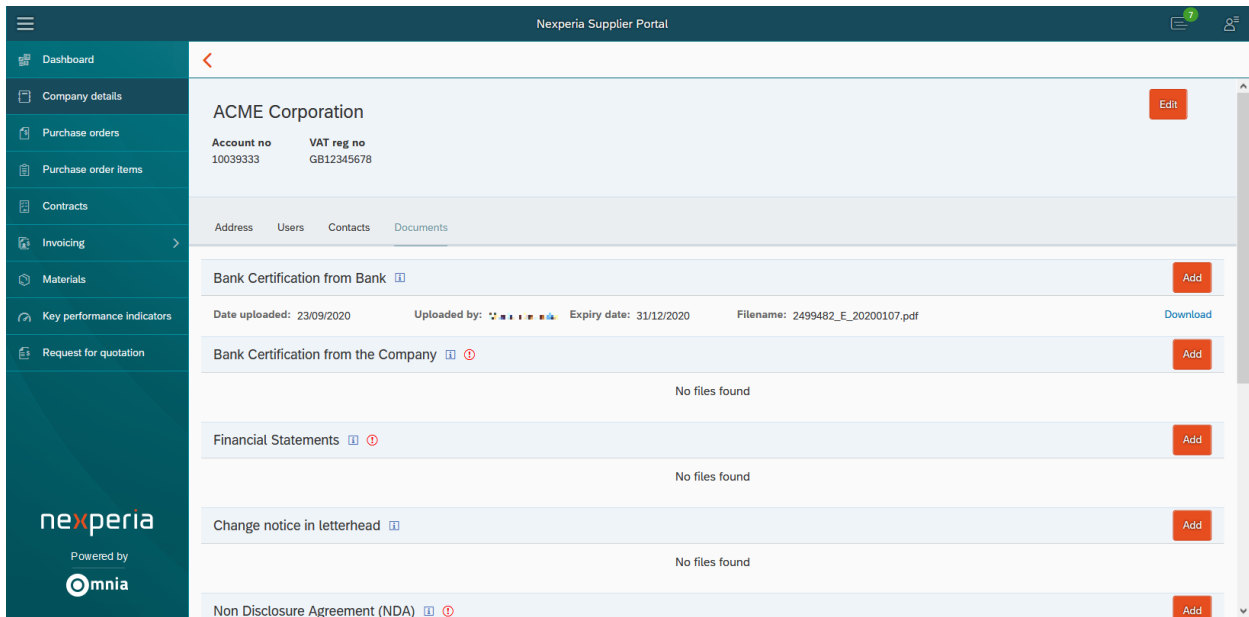 Nexperia Supplier Portal
7
Dashboard
Company details
Purchase orders
Purchase order items
Contracts
Invoicing
Materials
Key performance indicators
Request for quotation
nexperia
Powered by
Omnia
ACME Corporation
Edit
Account no VAT reg no
10039333 GB12345678
Address Users Contacts Documents
Bank Certification from Bank Add
Date uploaded: 23/09/2020 Uploaded by: Expiry date: 31/12/2020 Filename: 2499482_E_20200107.pdf Download
Bank Certification from the Company Add
No files found
Financial Statements Add
No files found
Change notice in letterhead Add
No files found
Non Disclosure Agreement (NDA) Add